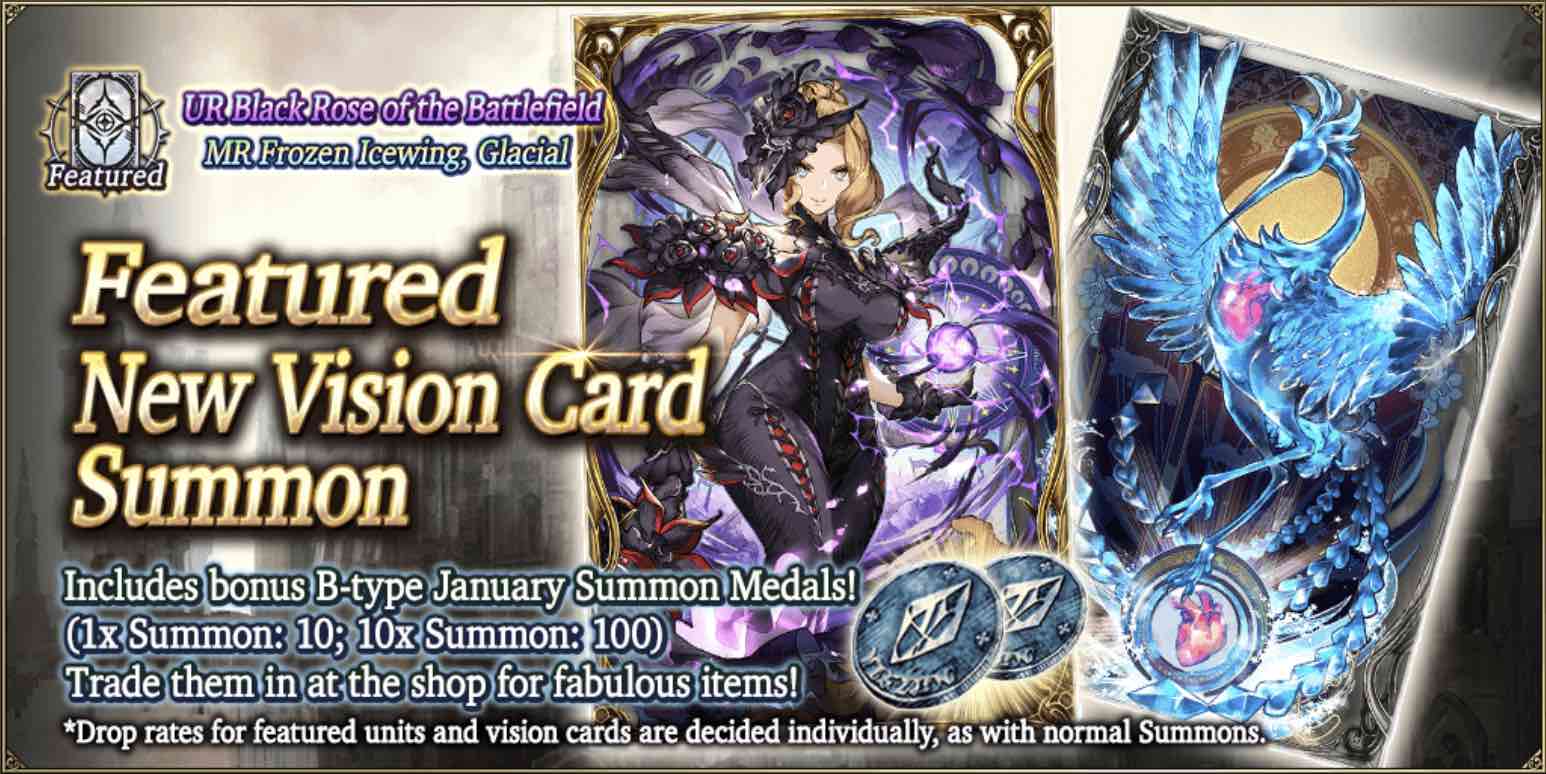 UR Black Rose of the Battlefield
MR Frozen Icewing, Glacial
Featured
Featured
New Vision Card
Summon
Includes bonus B-type January Summon Medals!
(1x Summon: 10; 10x Summon: 100)
Trade them in at the shop for fabulous items!
*Drop rates for featured units and vision cards are decided individually, as with normal Summons.